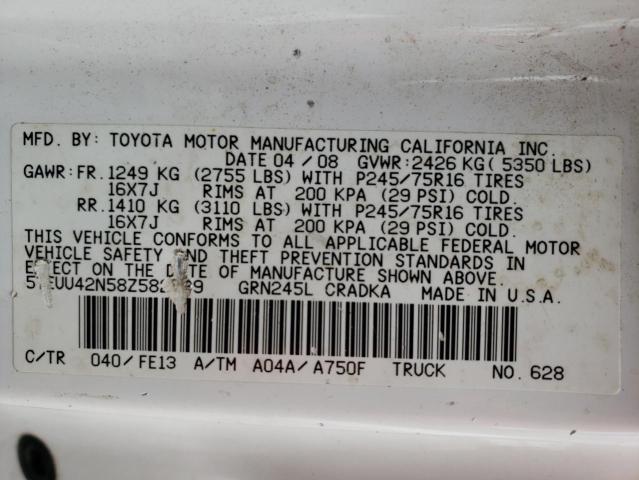 MFD. BY: TOYOTA MOTOR MANUFACTURING CALIFORNIA INC.
DATE 04/08 GVWR: 2426 KG ( 5350 LBS)
GAWR: FR. 1249 KG (2755 LBS) WITH P245/75R16 TIRES
16X7J RIMS AT 200 KPA (29 PSI) COLD.
RR. 1410 KG (3110 LBS) WITH P245/75R16 TIRES
16X7J RIMS AT 200 KPA (29 PSI) COLD.
THIS VEHICLE CONFORMS TO ALL APPLICABLE FEDERAL MOTOR
VEHICLE SAFETY AND THEFT PREVENTION STANDARDS IN
EFFECT ON THE DATE OF MANUFACTURE SHOWN ABOVE.
GRN245L CRADKA MADE IN U.S.A.
C/TR 040/FE13 A/TM A04A/A750F TRUCK NO. 628